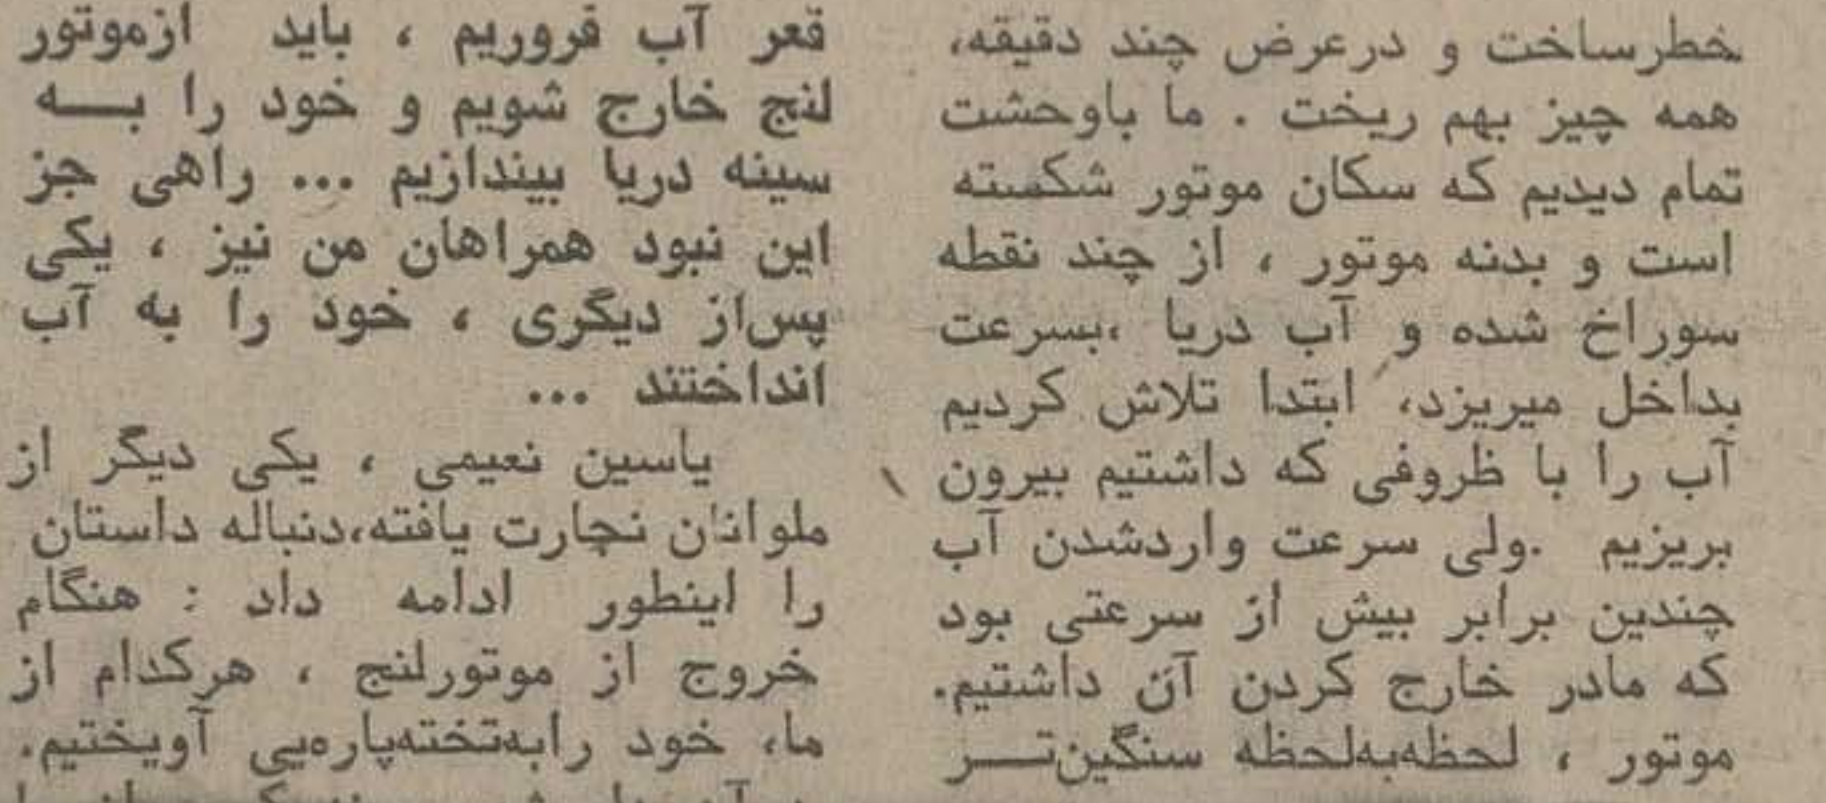 خطرساخت و درعرض چند دقیقه،
همه چیز بهم ریخت . ما باوحشت
تمام دیدیم که سکان موتور شکسته
است و بدنه موتور ، از چند نقطه
سوراخ شده و آب دریا ،بسرعت
بداخل میریزد، ابتدا تلاش کردیم
آب را با ظروفی که داشتیم بیرون
بریزیم .ولی سرعت واردشدن آب
چندین برابر بیش از سرعتی بود
که مادر خارج کردن آن داشتیم.
موتور ، لحظه‌به‌لحظه سنگین‌تـــر
قعر آب فروریم ، باید ازموتور
لنج خارج شویم و خود را بـــه
سینه دریا بیندازیم ... راهی جز
این نبود همراهان من نیز ، یکی
پس‌از دیگری ، خود را به آب
انداختند ...
یاسین نعیمی ، یکی دیگر از
ملوانان نجارت یافته،دنباله داستان
را اینطور ادامه داد : هنگام
خروج از موتورلنج ، هرکدام از
ما، خود رابه‌تخته‌پاره‌یی آویختیم.